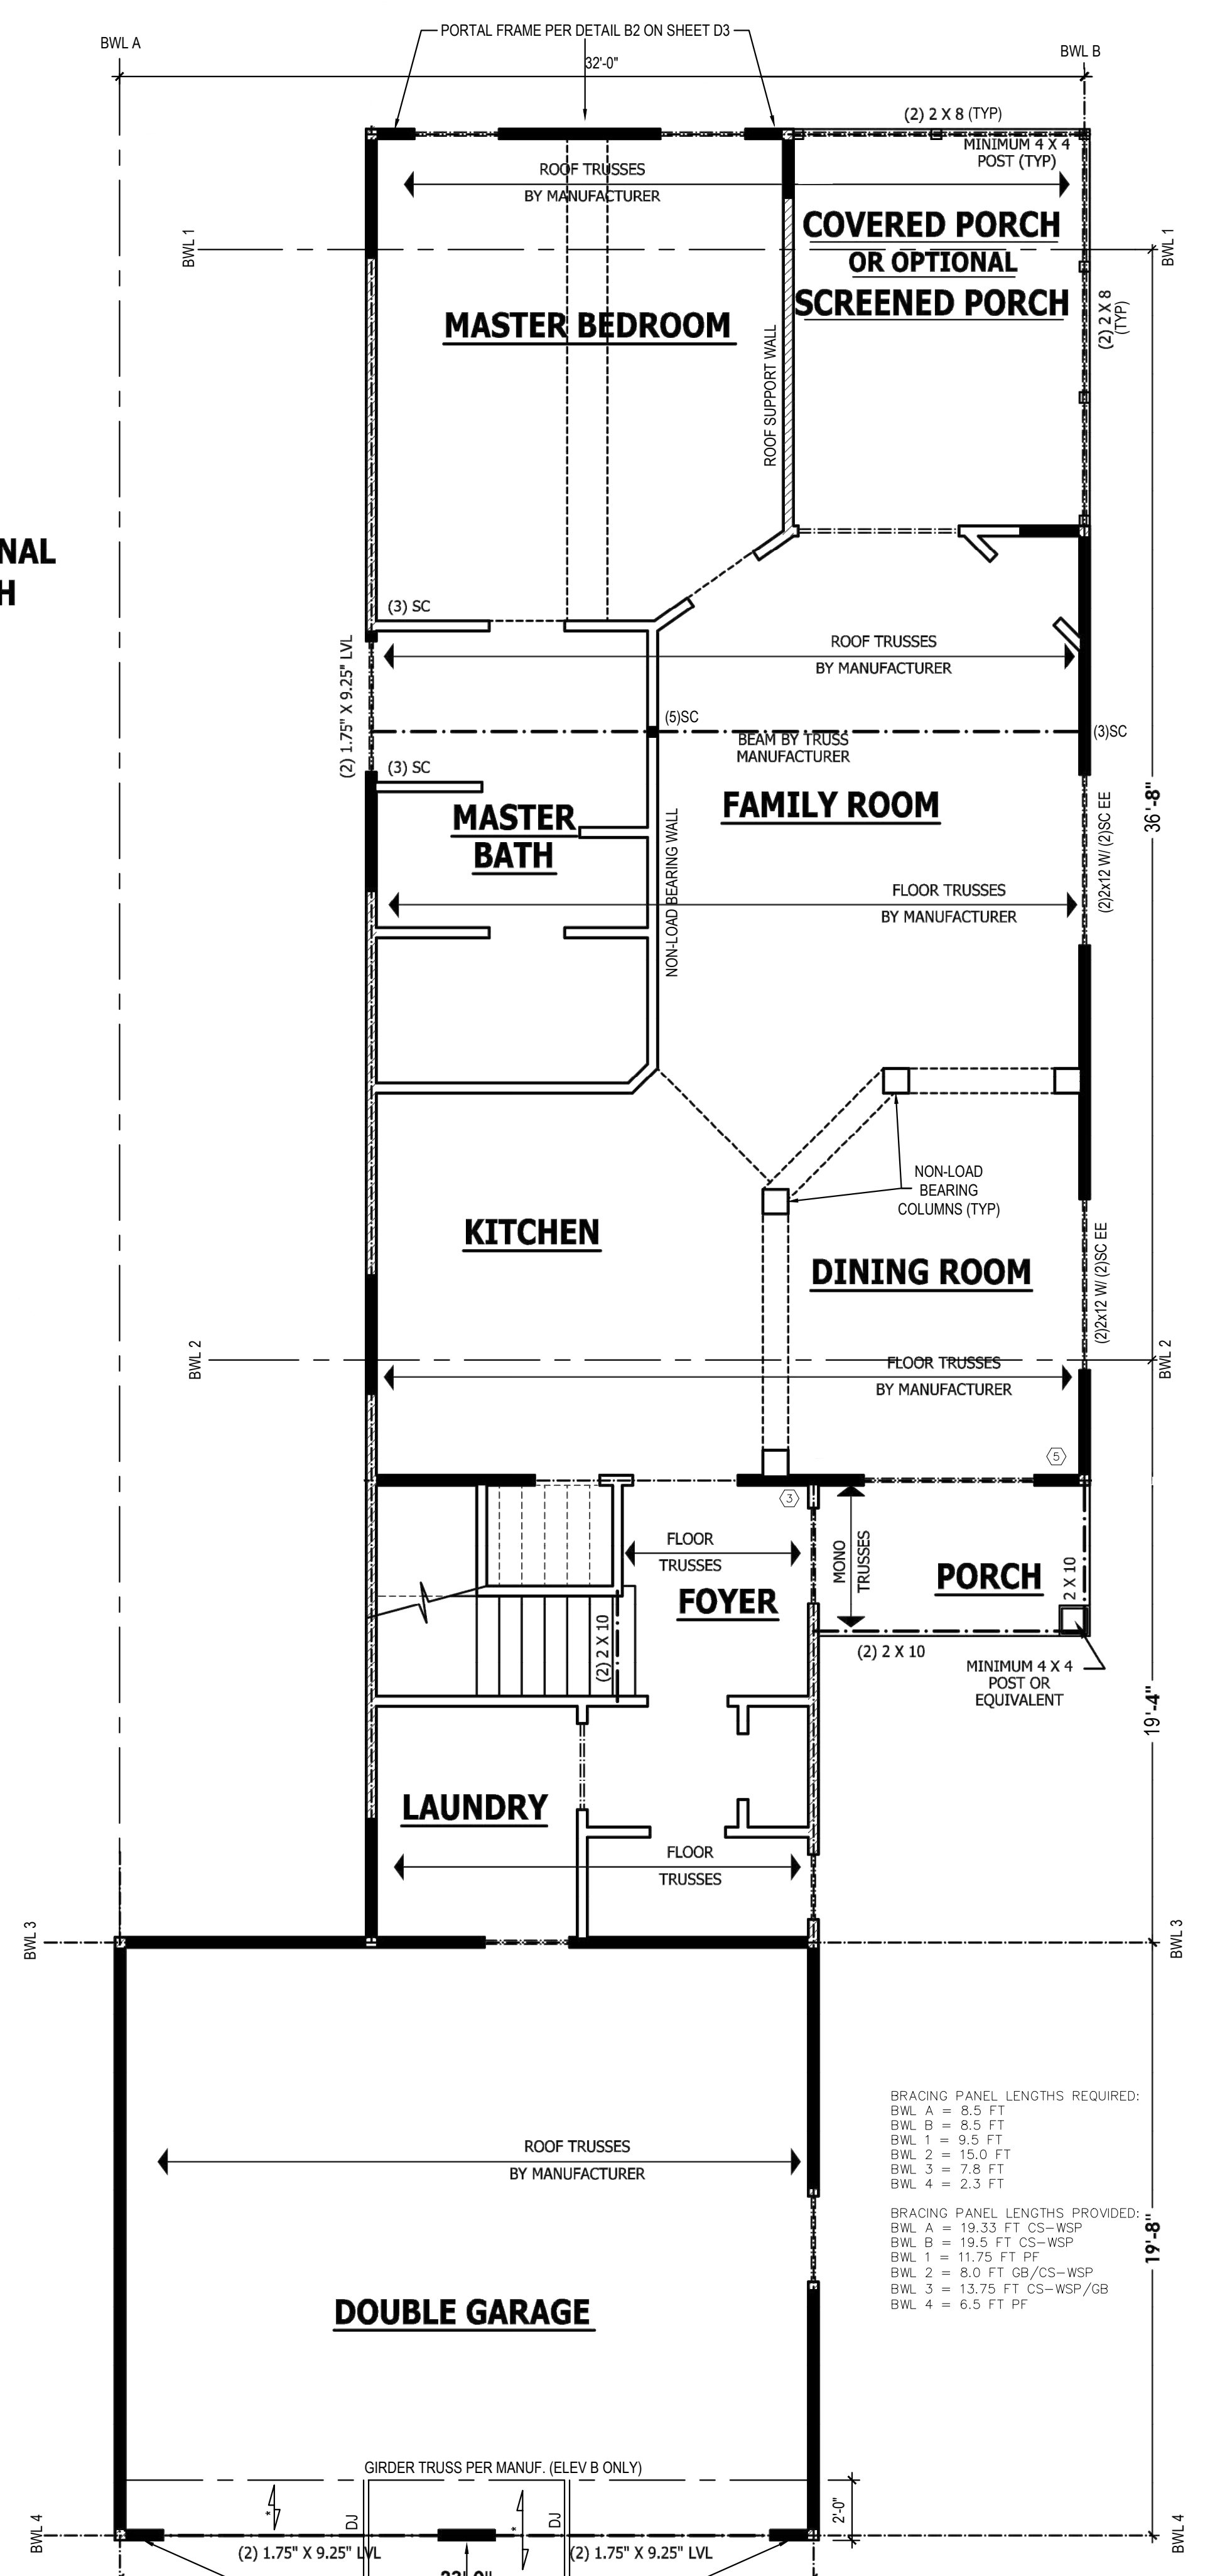 PORTAL FRAME PER DETAIL B2 ON SHEET D3
BWL A
BWL B
32'-0"
(2) 2 X 8 (TYP)
MINIMUM 4 X 4
POST (TYP)
ROOF TRUSSES
BY MANUFACTURER
COVERED PORCH
OR OPTIONAL
SCREENED PORCH
BWL 1
BWL 1
MASTER BEDROOM
(2) 2 X 8
(TYP)
ROOF SUPPORT WALL
NAL
H
(3) SC
ROOF TRUSSES
BY MANUFACTURER
(2) 1.75" X 9.25" LVL
(5)SC
(3)SC
BEAM BY TRUSS
MANUFACTURER
(3) SC
FAMILY ROOM
MASTER
BATH
36'-8"
(2)2x12 W/ (2)SC EE
NON-LOAD BEARING WALL
FLOOR TRUSSES
BY MANUFACTURER
NON-LOAD
BEARING
COLUMNS (TYP)
KITCHEN
DINING ROOM
(2)2x12 W/ (2)SC EE
BWL 2
BWL 2
FLOOR TRUSSES
BY MANUFACTURER
5
3
FLOOR
TRUSSES
MONO
TRUSSES
FOYER
PORCH
2 X 10
(2) 2 X 10
(2) 2 X 10
MINIMUM 4 X 4
POST OR
EQUIVALENT
19'-4"
LAUNDRY
FLOOR
TRUSSES
BWL 3
BWL 3
BRACING PANEL LENGTHS REQUIRED:
BWL A = 8.5 FT
BWL B = 8.5 FT
BWL 1 = 9.5 FT
BWL 2 = 15.0 FT
BWL 3 = 7.8 FT
BWL 4 = 2.3 FT
ROOF TRUSSES
BY MANUFACTURER
BRACING PANEL LENGTHS PROVIDED:
BWL A = 19.33 FT CS-WSP
BWL B = 19.5 FT CS-WSP
BWL 1 = 11.75 FT PF
BWL 2 = 8.0 FT GB/CS-WSP
BWL 3 = 13.75 FT CS-WSP/GB
BWL 4 = 6.5 FT PF
19'-8"
DOUBLE GARAGE
GIRDER TRUSS PER MANUF. (ELEV B ONLY)
*
DJ
*
DJ
2'-0"
BWL 4
BWL 4
(2) 1.75" X 9.25" LVL
(2) 1.75" X 9.25" LVL